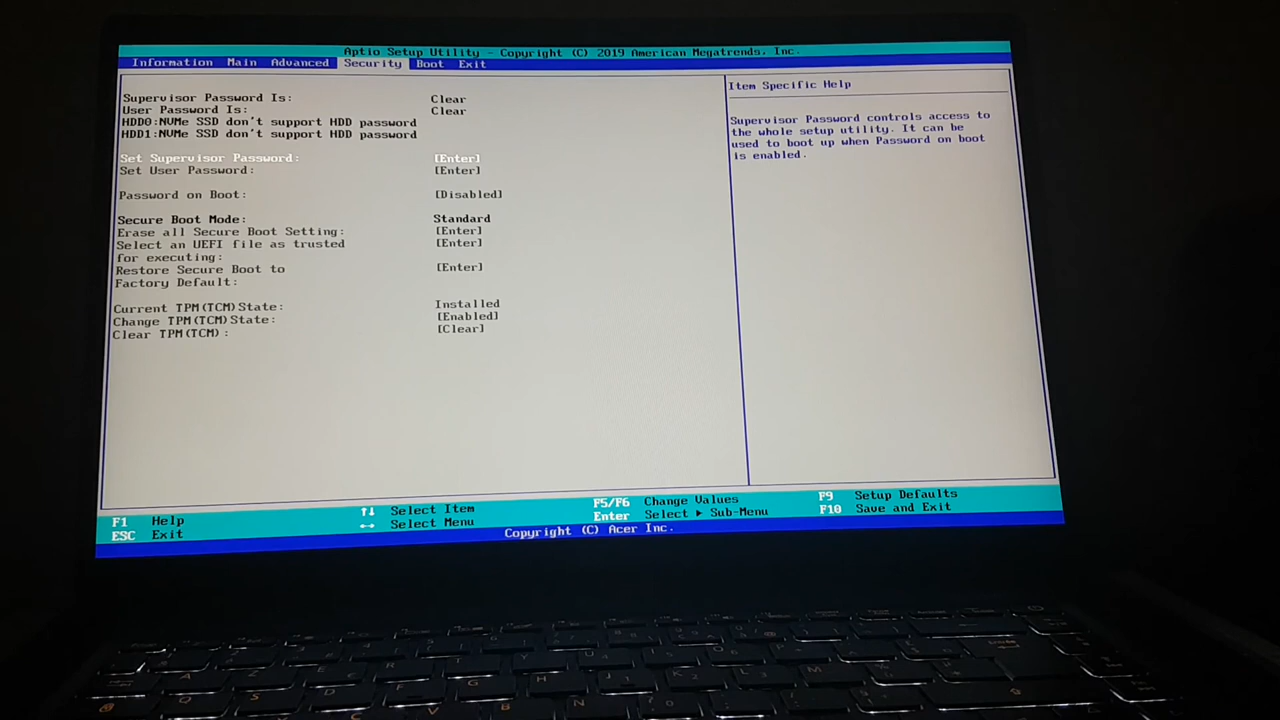 Aptio Setup Utility - Copyright (C) 2019 American Megatrends, Inc.
Information Main Advanced Security Boot Exit
Item Specific Help
Supervisor Password Is: Clear
User Password Is: Clear
HDD0:NVMe SSD don't support HDD password
HDD1:NVMe SSD don't support HDD password
Set Supervisor Password: [Enter]
Set User Password: [Enter]
Password on Boot: [Disabled]
Secure Boot Mode: Standard
Erase all Secure Boot Setting: [Enter]
Select an UEFI file as trusted [Enter]
for executing:
Restore Secure Boot to [Enter]
Factory Default:
Current TPM(TCM)State: Installed
Change TPM(TCM)State: [Enabled]
Clear TPM(TCM) : [Clear]
Supervisor Password controls access to
the whole setup utility. It can be
used to boot up when Password on boot
is enabled.
F1 Help ↑↓ Select Item F5/F6 Change Values F9 Setup Defaults
ESC Exit ↔ Select Menu Enter Select ▶ Sub-Menu F10 Save and Exit
Copyright (C) Acer Inc.